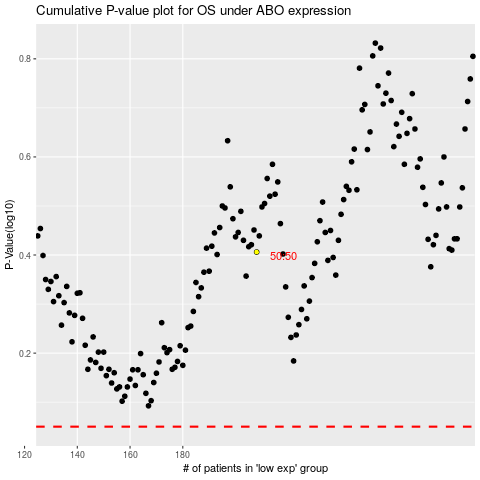 Cumulative P-value plot for OS under ABO expression
P-Value(log10)
0.8
0.6
0.4
0.2
50:50
120 140 160 180
# of patients in 'low exp' group